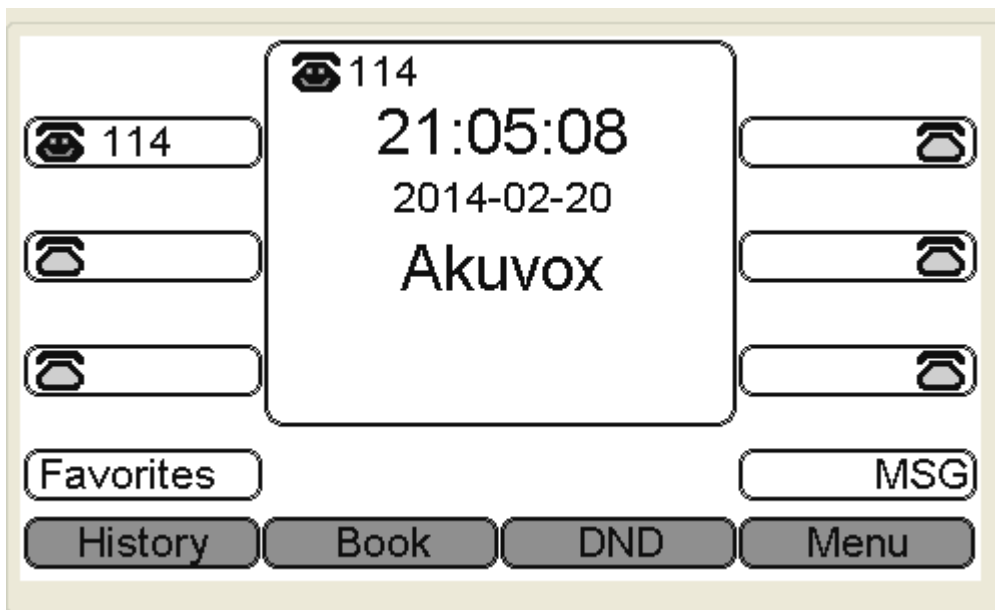 114
114
21:05:08
2014-02-20
Akuvox
Favorites
MSG
History
Book
DND
Menu